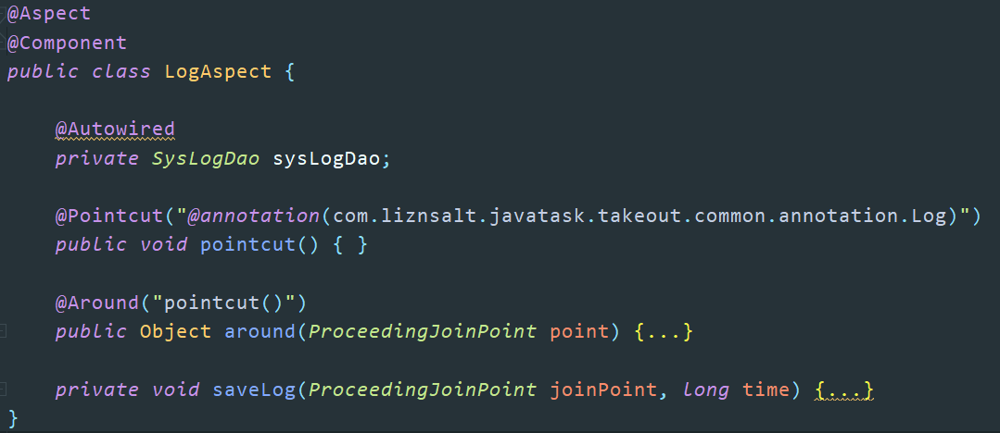 @Aspect
@Component
public class LogAspect {
@Autowired
private SysLogDao sysLogDao;
@Pointcut("@annotation(com.liznsalt.javatask.takeout.common.annotation.Log)")
public void pointcut() { }
@Around("pointcut()")
public Object around(ProceedingJoinPoint point) {...}
private void saveLog(ProceedingJoinPoint joinPoint, long time) {...}
}